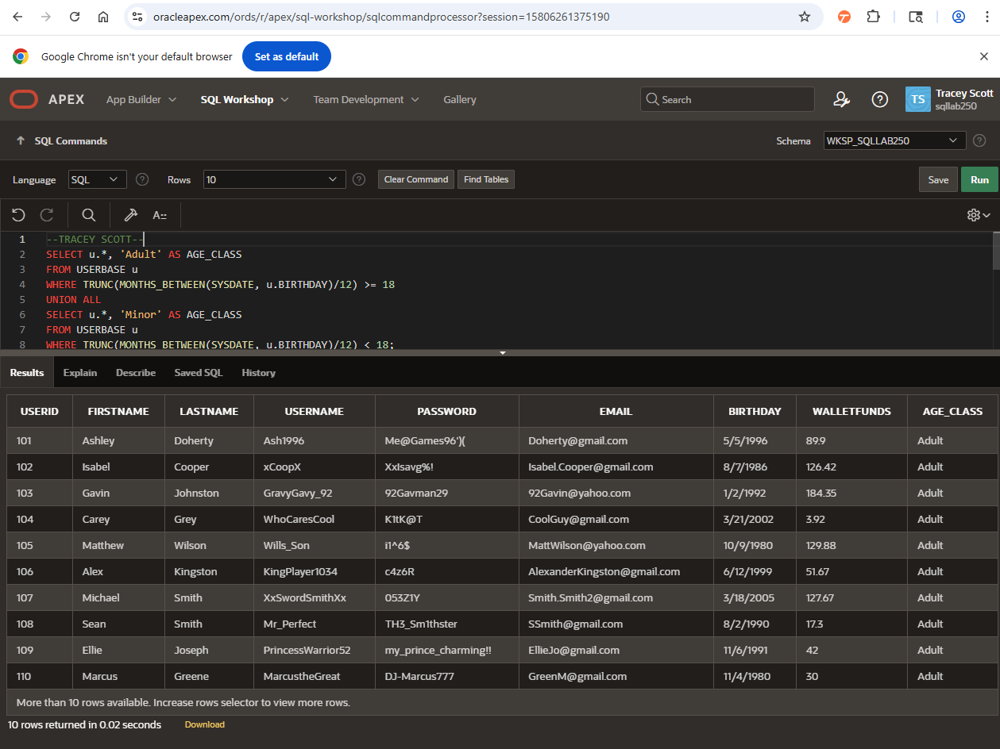 oracleapex.com/ords/r/apex/sql-workshop/sqlcommandprocessor?session=15806261375190
Google Chrome isn't your default browser Set as default
APEX App Builder SQL Workshop Team Development Gallery Search TS Tracey Scott
sqllab250
SQL Commands Schema WKSP_SQLLAB250
Language SQL Rows 10 Clear Command Find Tables Save Run
1 --TRACEY SCOTT--
2 SELECT u.*, 'Adult' AS AGE_CLASS
3 FROM USERBASE u
4 WHERE TRUNC(MONTHS_BETWEEN(SYSDATE, u.BIRTHDAY)/12) >= 18
5 UNION ALL
6 SELECT u.*, 'Minor' AS AGE_CLASS
7 FROM USERBASE u
8 WHERE TRUNC(MONTHS_BETWEEN(SYSDATE, u.BIRTHDAY)/12) < 18;
Results Explain Describe Saved SQL History
USERID FIRSTNAME LASTNAME USERNAME PASSWORD EMAIL BIRTHDAY WALLETFUNDS AGE_CLASS
101 Ashley Doherty Ash1996 Me@Games96')( Doherty@gmail.com 5/5/1996 89.9 Adult
102 Isabel Cooper xCoopX XxIsavg%! Isabel.Cooper@gmail.com 8/7/1986 126.42 Adult
103 Gavin Johnston GravyGavy_92 92Gavman29 92Gavin@yahoo.com 1/2/1992 184.35 Adult
104 Carey Grey WhoCaresCool K1tK@T CoolGuy@gmail.com 3/21/2002 3.92 Adult
105 Matthew Wilson Wills_Son i1^6$ MattWilson@yahoo.com 10/9/1980 129.88 Adult
106 Alex Kingston KingPlayer1034 c4z6R AlexanderKingston@gmail.com 6/12/1999 51.67 Adult
107 Michael Smith XxSwordSmithXx 053Z1Y Smith.Smith2@gmail.com 3/18/2005 127.67 Adult
108 Sean Smith Mr_Perfect TH3_Sm1thster SSmith@gmail.com 8/2/1990 17.3 Adult
109 Ellie Joseph PrincessWarrior52 my_prince_charming!! EllieJo@gmail.com 11/6/1991 42 Adult
110 Marcus Greene MarcustheGreat DJ-Marcus777 GreenM@gmail.com 11/4/1980 30 Adult
More than 10 rows available. Increase rows selector to view more rows.
10 rows returned in 0.02 seconds Download